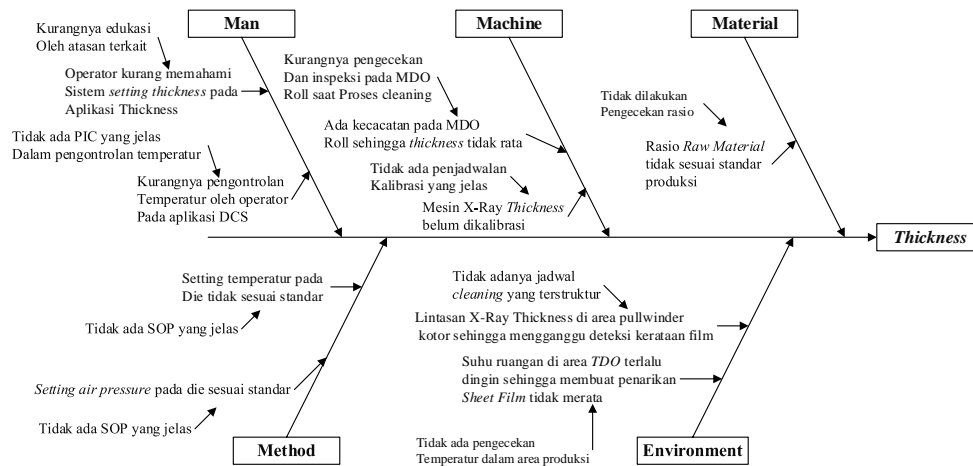 Man
Machine
Material
Kurangnya edukasi
Oleh atasan terkait
Operator kurang memahami
Sistem setting thickness pada
Aplikasi Thickness
Tidak ada PIC yang jelas
Dalam pengontrolan temperatur
Kurangnya pengontrolan
Temperatur oleh operator
Pada aplikasi DCS
Kurangnya pengecekan
Dan inspeksi pada MDO
Roll saat Proses cleaning
Ada kecacatan pada MDO
Roll sehingga thickness tidak rata
Tidak ada penjadwalan
Kalibrasi yang jelas
Mesin X-Ray Thickness
belum dikalibrasi
Tidak dilakukan
Pengecekan rasio
Rasio Raw Material
tidak sesuai standar
produksi
Thickness
Setting temperatur pada
Die tidak sesuai standar
Tidak ada SOP yang jelas
Setting air pressure pada die sesuai standar
Tidak ada SOP yang jelas
Tidak adanya jadwal
cleaning yang terstruktur
Lintasan X-Ray Thickness di area pullwinder
kotor sehingga mengganggu deteksi kerataan film
Suhu ruangan di area TDO terlalu
dingin sehingga membuat penarikan
Sheet Film tidak merata
Tidak ada pengecekan
Temperatur dalam area produksi
Method
Environment